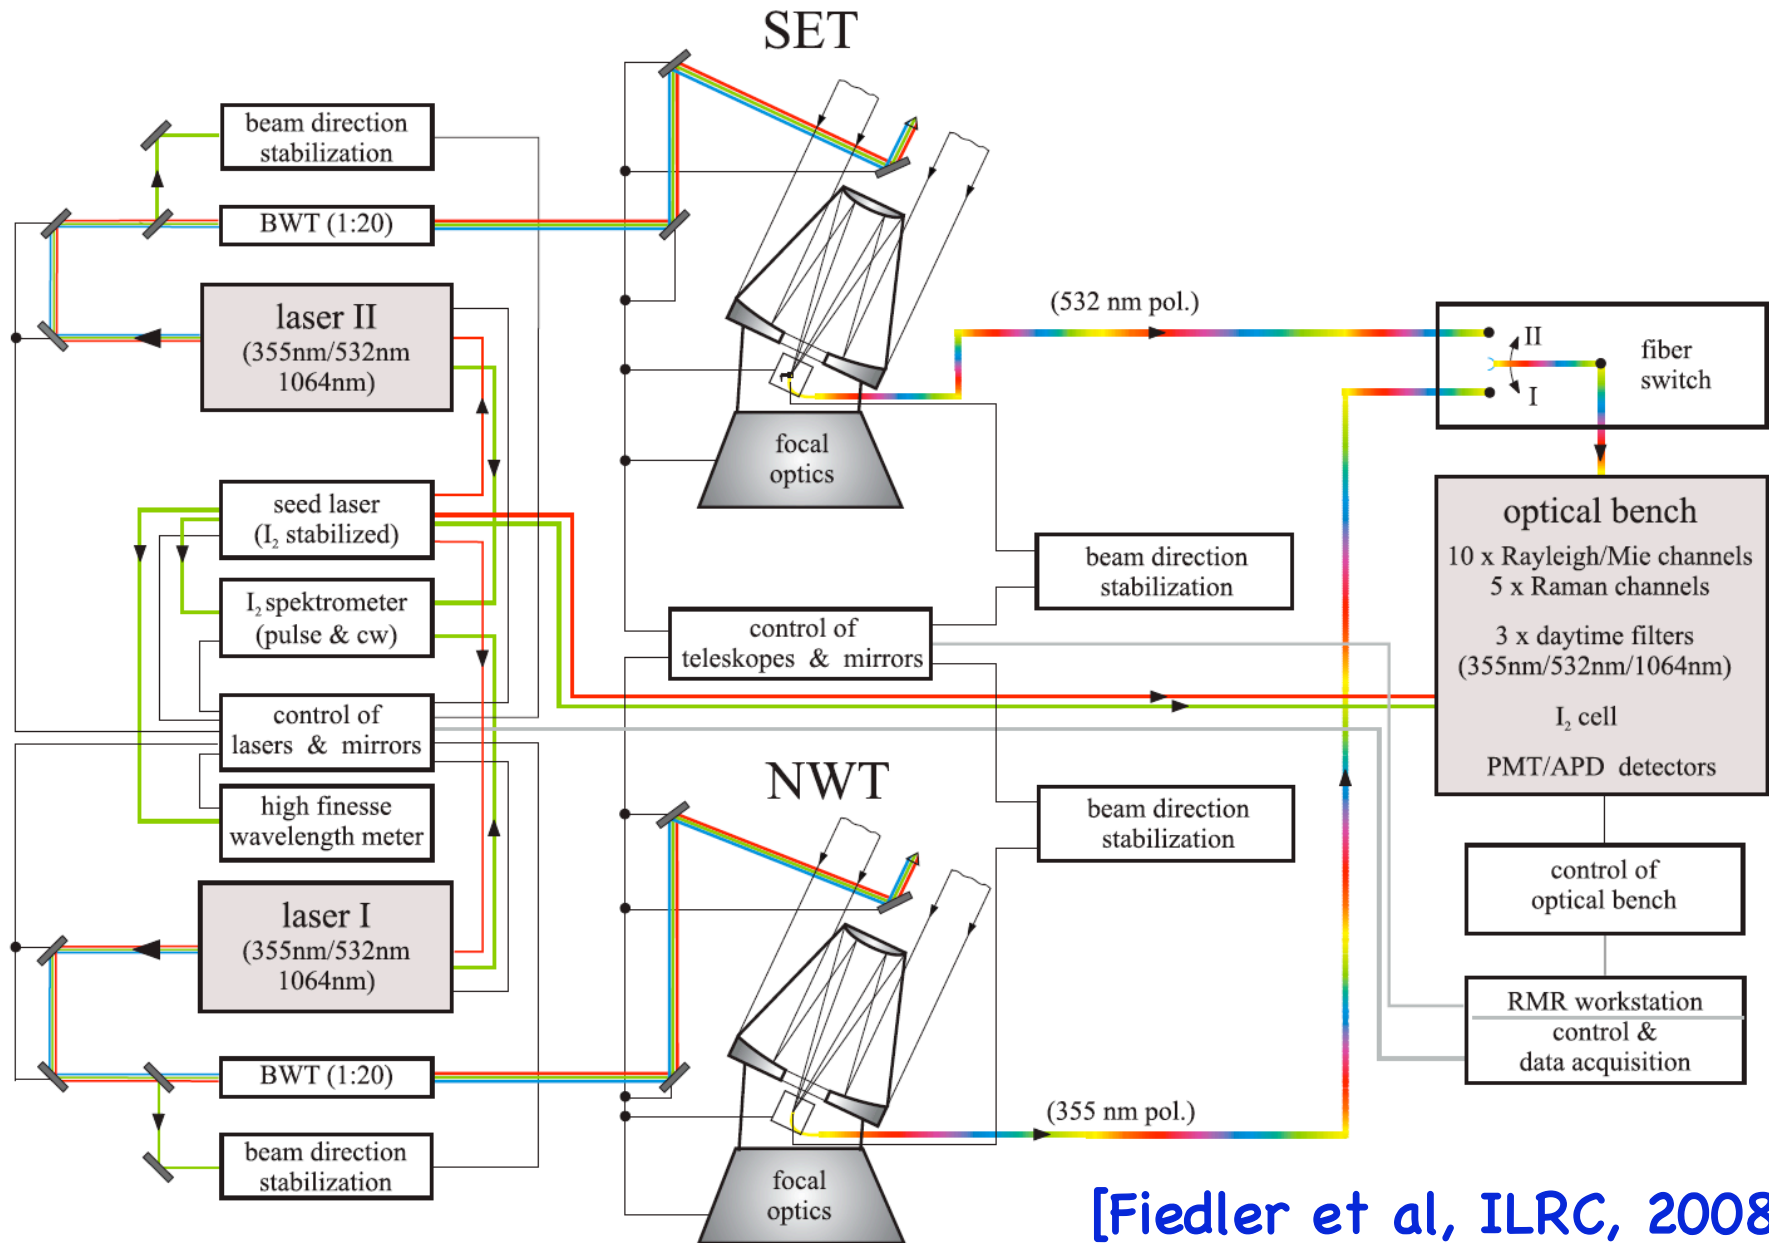 SET
beam direction
stabilization
BWT (1:20)
laser II
(355nm/532nm
1064nm)
(532 nm pol.)
II
I
fiber
switch
focal
optics
seed laser
(I₂ stabilized)
I₂ spektrometer
(pulse & cw)
beam direction
stabilization
control of
teleskopes & mirrors
optical bench
10 x Rayleigh/Mie channels
5 x Raman channels
3 x daytime filters
(355nm/532nm/1064nm)
I₂ cell
PMT/APD detectors
control of
lasers & mirrors
high finesse
wavelength meter
NWT
beam direction
stabilization
laser I
(355nm/532nm
1064nm)
control of
optical bench
RMR workstation
control &
data acquisition
BWT (1:20)
(355 nm pol.)
beam direction
stabilization
focal
optics
[Fiedler et al, ILRC, 2008